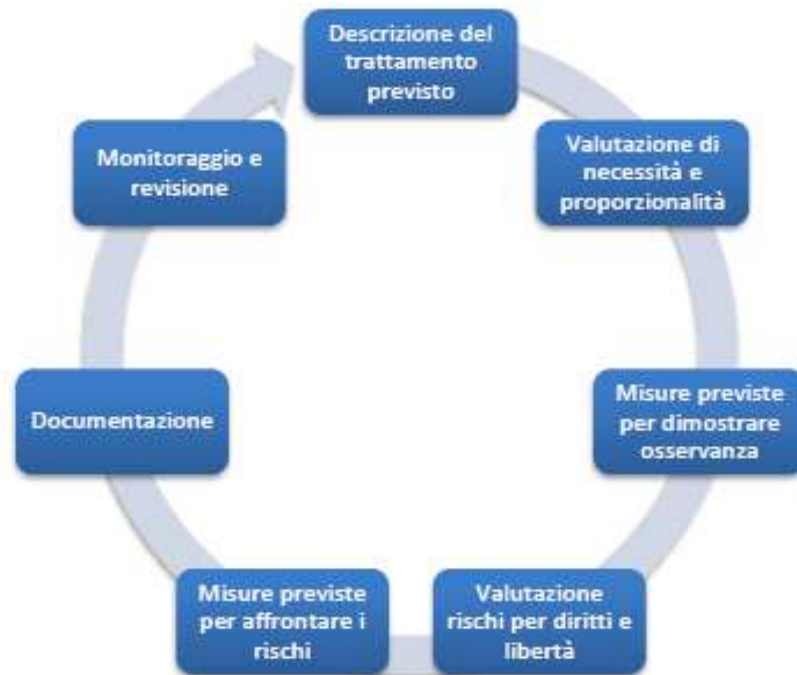 Descrizione del
trattamento
previsto
Valutazione di
necessità e
proporzionalità
Misure previste
per dimostrare
osservanza
Valutazione
rischi per diritti e
libertà
Misure previste
per affrontare i
rischi
Documentazione
Monitoraggio e
revisione